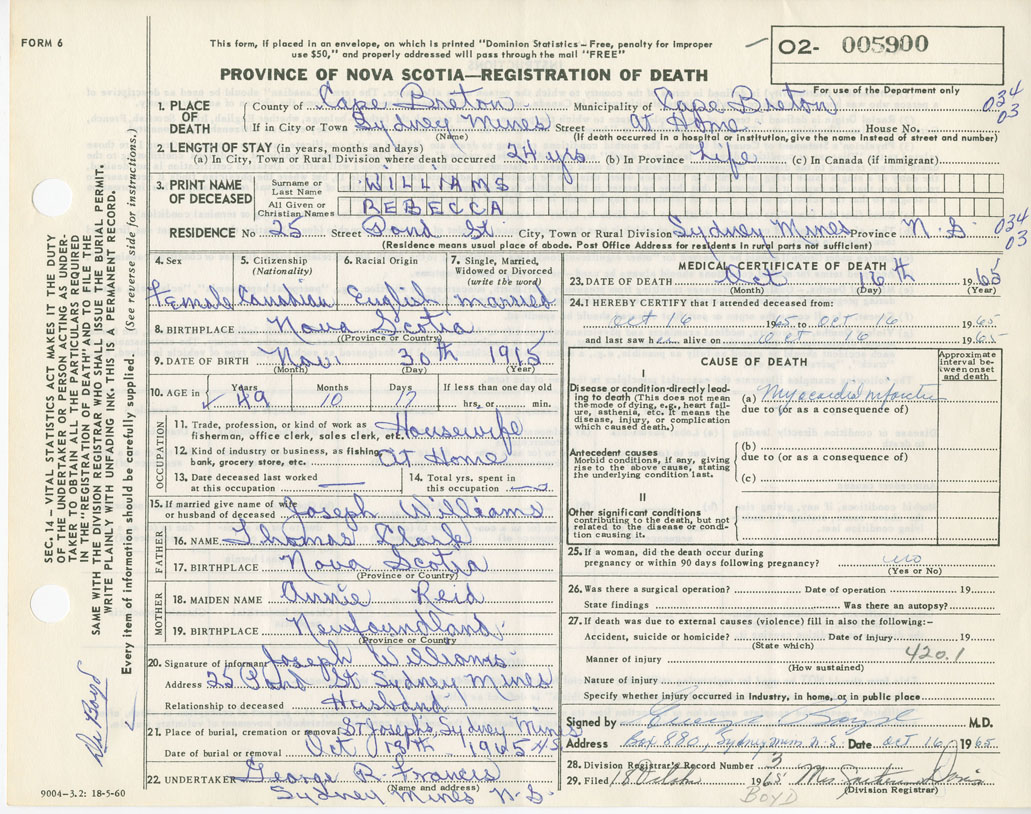 FORM 6
This form, if placed in an envelope, on which is printed "Dominion Statistics – Free, penalty for improper
use $50," and properly addressed will pass through the mail "FREE"
O2- 005900
For use of the Department only
PROVINCE OF NOVA SCOTIA—REGISTRATION OF DEATH
034
03
1. PLACE OF DEATH
County of Cape Breton Municipality of Cape Breton
If in City or Town Sydney Mines Street At Home House No.
(Name) (If death occurred in a hospital or institution, give the name instead of street and number)
2. LENGTH OF STAY (in years, months and days)
(a) In City, Town or Rural Division where death occurred 24 yrs (b) In Province Life (c) In Canada (if immigrant)
3. PRINT NAME OF DECEASED
Surname or Last Name WILLIAMS
All Given or Christian Names REBECCA
RESIDENCE No 25 Street Pond St City, Town or Rural Division Sydney Mines Province N.S.
034
03
(Residence means usual place of abode. Post Office Address for residents in rural parts not sufficient)
4. Sex Female
5. Citizenship (Nationality) Canadian
6. Racial Origin English
7. Single, Married, Widowed or Divorced (write the word) married
8. BIRTHPLACE Nova Scotia
(Province or County)
9. DATE OF BIRTH Nov 30th 1915
(Month) (Day) (Year)
10. AGE in Years 49 Months 10 Days 17 If less than one day old hrs. or min.
OCCUPATION
11. Trade, profession, or kind of work as fisherman, office clerk, sales clerk, etc. Housewife
12. Kind of industry or business, as fishing, bank, grocery store, etc. At Home
13. Date deceased last worked at this occupation —
14. Total yrs. spent in this occupation —
15. If married give name of wife or husband of deceased Joseph Williams
FATHER
16. NAME Thomas Clark
17. BIRTHPLACE Nova Scotia
(Province or Country)
MOTHER
18. MAIDEN NAME Annie Reid
19. BIRTHPLACE Newfoundland
(Province or Country)
20. Signature of informant Joseph Williams
Address 25 Pond St Sydney Mines
Relationship to deceased Husband
21. Place of burial, cremation or removal St Joseph's Sydney Mines
Date of burial or removal Oct 18th 1965
22. UNDERTAKER George R. Francis
(Name and address)
Sydney Mines N.S.
9004-3.2: 18-5-60
MEDICAL CERTIFICATE OF DEATH
23. DATE OF DEATH Oct 16th 1965
(Month) (Day) (Year)
24. I HEREBY CERTIFY that I attended deceased from:
Oct 16 1965 to Oct 16 1965
and last saw her alive on Oct 16 1965
CAUSE OF DEATH
Approximate interval between onset and death
I
Disease or condition directly leading to death (This does not mean the mode of dying, e.g., heart failure, asthenia, etc. It means the disease, injury, or complication which caused death.)
(a) Myocardial infarction
due to (or as a consequence of)
Antecedent causes
Morbid conditions, if any, giving rise to the above cause, stating the underlying condition last.
(b)
due to (or as a consequence of)
(c)
II
Other significant conditions
contributing to the death, but not related to the disease or condition causing it.
25. If a woman, did the death occur during
pregnancy or within 90 days following pregnancy? no
(Yes or No)
26. Was there a surgical operation? Date of operation 19
State findings Was there an autopsy?
27. If death was due to external causes (violence) fill in also the following:–
Accident, suicide or homicide? Date of injury 19
(State which)
Manner of injury 420.1
(How sustained)
Nature of injury
Specify whether injury occurred in industry, in home, or in public place
Signed by Boyd M.D.
Address Box 880, Sydney Mines N.S. Date Oct 16 1965
28. Division Registrar's Record Number 3
29. Filed 18 1965 Mrs
(Division Registrar)
BOYD
SEC. 14 – VITAL STATISTICS ACT MAKES IT THE DUTY
OF THE UNDERTAKER OR PERSON ACTING AS UNDER-
TAKER TO OBTAIN ALL THE PARTICULARS REQUIRED
IN THE "REGISTRATION OF DEATH" AND TO FILE THE
SAME WITH THE DIVISION REGISTRAR WHO SHALL ISSUE THE BURIAL PERMIT.
WRITE PLAINLY WITH UNFADING INK. THIS IS A PERMANENT RECORD.
Every item of information should be carefully supplied. (See reverse side for instructions.)
Dr Boyd